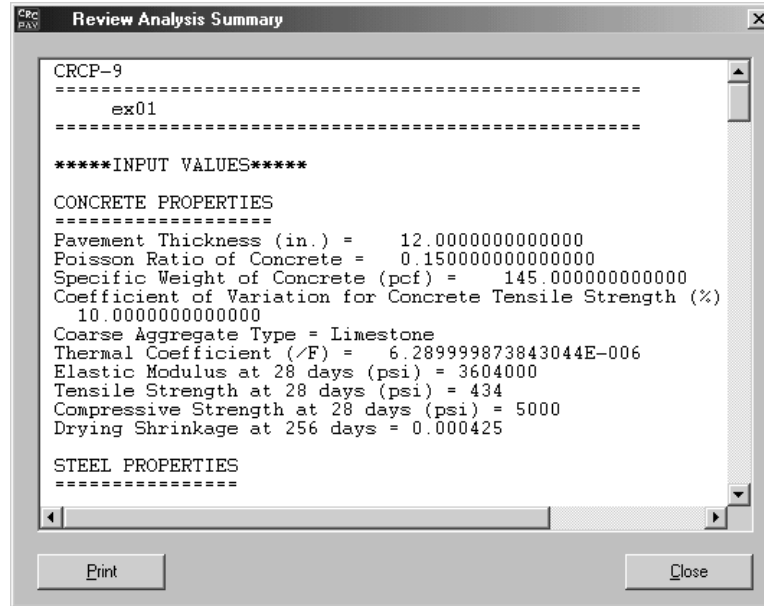 CRC
PAV
Review Analysis Summary
CRCP-9
===================================================
ex01
===================================================
*****INPUT VALUES*****
CONCRETE PROPERTIES
===================
Pavement Thickness (in.) =    12.0000000000000
Poisson Ratio of Concrete =   0.150000000000000
Specific Weight of Concrete (pcf) =    145.000000000000
Coefficient of Variation for Concrete Tensile Strength (%)
10.0000000000000
Coarse Aggregate Type = Limestone
Thermal Coefficient (/F) =   6.289999873843044E-006
Elastic Modulus at 28 days (psi) = 3604000
Tensile Strength at 28 days (psi) = 434
Compressive Strength at 28 days (psi) = 5000
Drying Shrinkage at 256 days = 0.000425
STEEL PROPERTIES
================
Print
Close